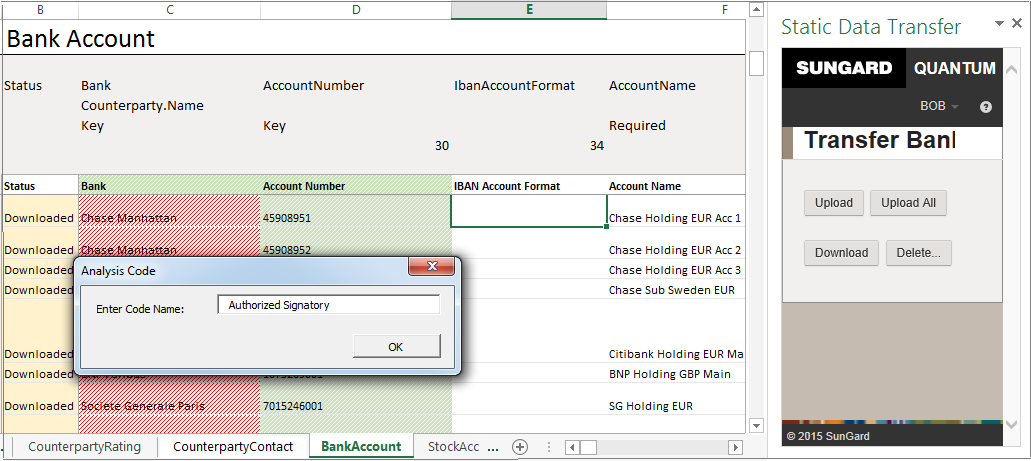 B C D E F
Bank Account
Status Bank AccountNumber IbanAccountFormat AccountName
Counterparty.Name
Key Key Required
30 34
Status Bank Account Number IBAN Account Format Account Name
Downloaded Chase Manhattan 45908951 Chase Holding EUR Acc 1
Downloaded Chase Manhattan 45908952 Chase Holding EUR Acc 2
Downloaded Chase Holding EUR Acc 3
Downloaded Chase Sub Sweden EUR
Downloaded Citibank Holding EUR Ma
Downloaded BNP Holding GBP Main
Downloaded Societe Generale Paris 7015246001 SG Holding EUR
Analysis Code
Enter Code Name: Authorized Signatory
OK
... CounterpartyRating CounterpartyContact BankAccount StockAcc ...
Static Data Transfer
SUNGARD QUANTUM
BOB ?
Transfer Banl
Upload Upload All
Download Delete...
© 2015 SunGard